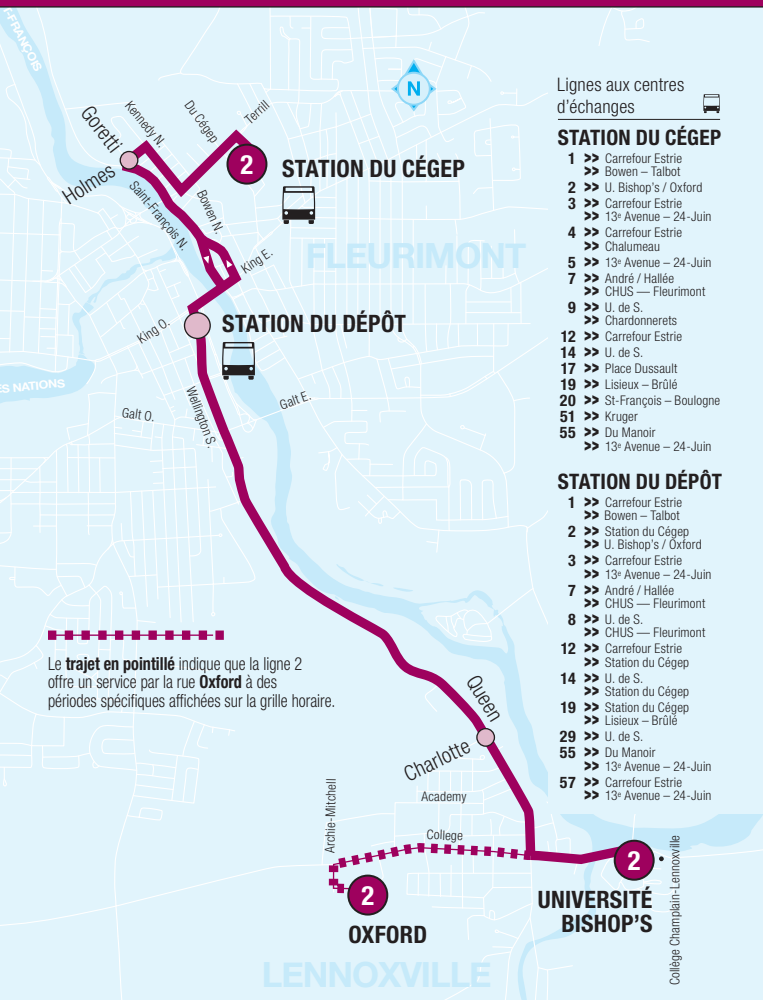 T-FRANÇOIS
N
Goretti
Holmes
Kennedy N.
Du Cégep
Terrill
2
STATION DU CÉGEP
Saint-François N.
Bowen N.
King E.
FLEURIMONT
King O.
STATION DU DÉPÔT
ES NATIONS
Galt O.
Wellington S.
Galt E.
Le trajet en pointillé indique que la ligne 2
offre un service par la rue Oxford à des
périodes spécifiques affichées sur la grille horaire.
Queen
Charlotte
Academy
Archie-Mitchell
College
2
OXFORD
2
UNIVERSITÉ
BISHOP'S
Collège Champlain-Lennoxville
LENNOXVILLE
Lignes aux centres
d'échanges
STATION DU CÉGEP
1 >> Carrefour Estrie
>> Bowen – Talbot
2 >> U. Bishop's / Oxford
3 >> Carrefour Estrie
>> 13e Avenue – 24-Juin
4 >> Carrefour Estrie
>> Chalumeau
5 >> 13e Avenue – 24-Juin
7 >> André / Hallée
>> CHUS — Fleurimont
9 >> U. de S.
>> Chardonnerets
12 >> Carrefour Estrie
14 >> U. de S.
17 >> Place Dussault
19 >> Lisieux – Brûlé
20 >> St-François – Boulogne
51 >> Kruger
55 >> Du Manoir
>> 13e Avenue – 24-Juin
STATION DU DÉPÔT
1 >> Carrefour Estrie
>> Bowen – Talbot
2 >> Station du Cégep
>> U. Bishop's / Oxford
3 >> Carrefour Estrie
>> 13e Avenue – 24-Juin
7 >> André / Hallée
>> CHUS — Fleurimont
8 >> U. de S.
>> CHUS — Fleurimont
12 >> Carrefour Estrie
>> Station du Cégep
14 >> U. de S.
>> Station du Cégep
19 >> Station du Cégep
>> Lisieux – Brûlé
29 >> U. de S.
55 >> Du Manoir
>> 13e Avenue – 24-Juin
57 >> Carrefour Estrie
>> 13e Avenue – 24-Juin